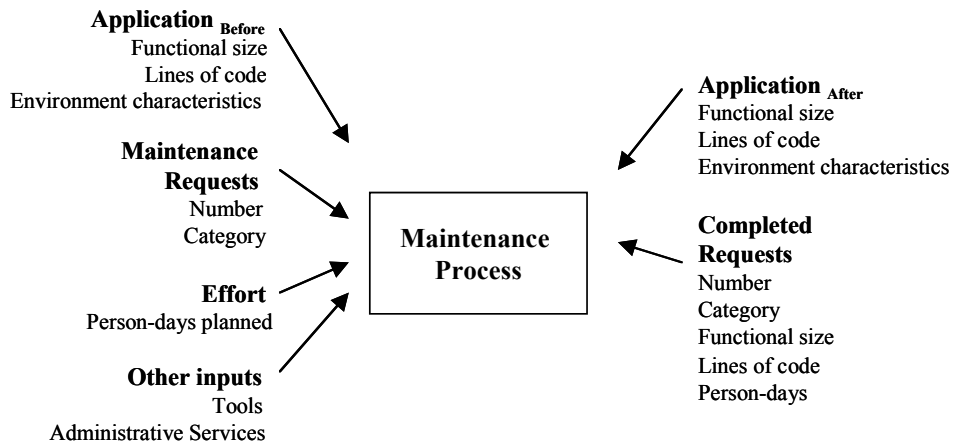 Application Before
Functional size
Lines of code
Environment characteristics
Maintenance
Requests
Number
Category
Effort
Person-days planned
Other inputs
Tools
Administrative Services
Maintenance
Process
Application After
Functional size
Lines of code
Environment characteristics
Completed
Requests
Number
Category
Functional size
Lines of code
Person-days